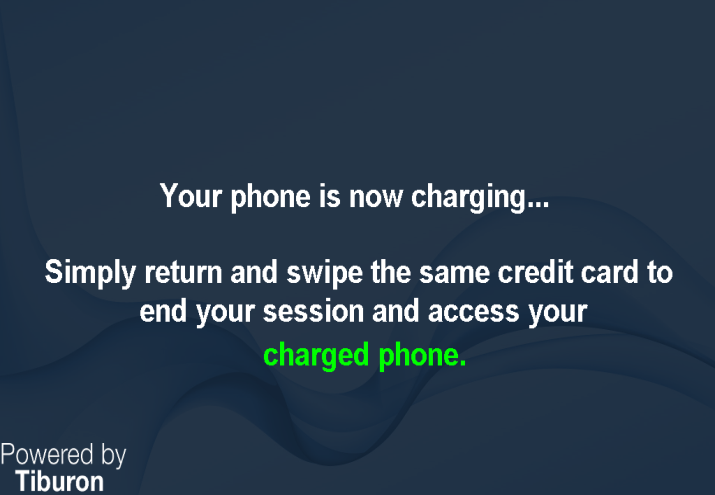 Your phone is now charging...
Simply return and swipe the same credit card to
end your session and access your
charged phone.
Powered by
Tiburon